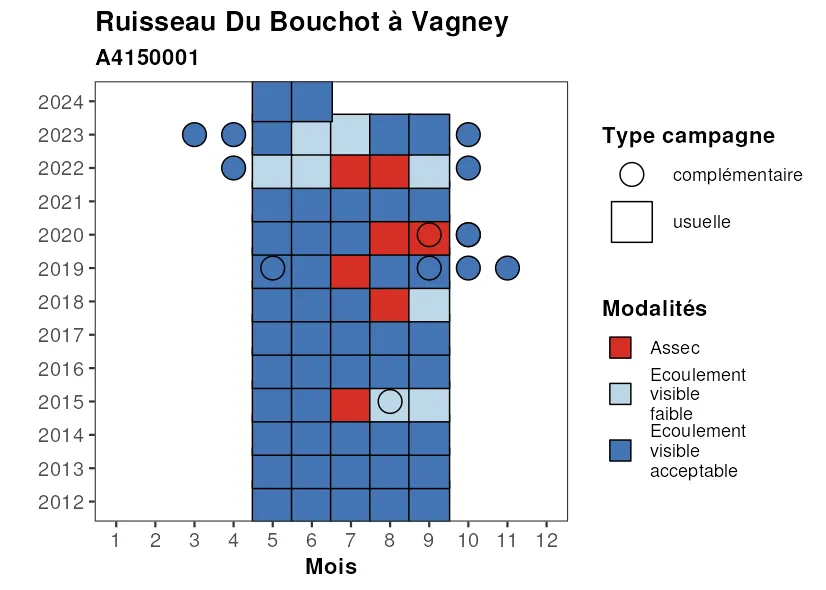 Ruisseau Du Bouchot à Vagney
A4150001
2024
2023
2022
2021
2020
2019
2018
2017
2016
2015
2014
2013
2012
1 2 3 4 5 6 7 8 9 10 11 12
Mois
Type campagne
complémentaire
usuelle
Modalités
Assec
Ecoulement
visible
faible
Ecoulement
visible
acceptable